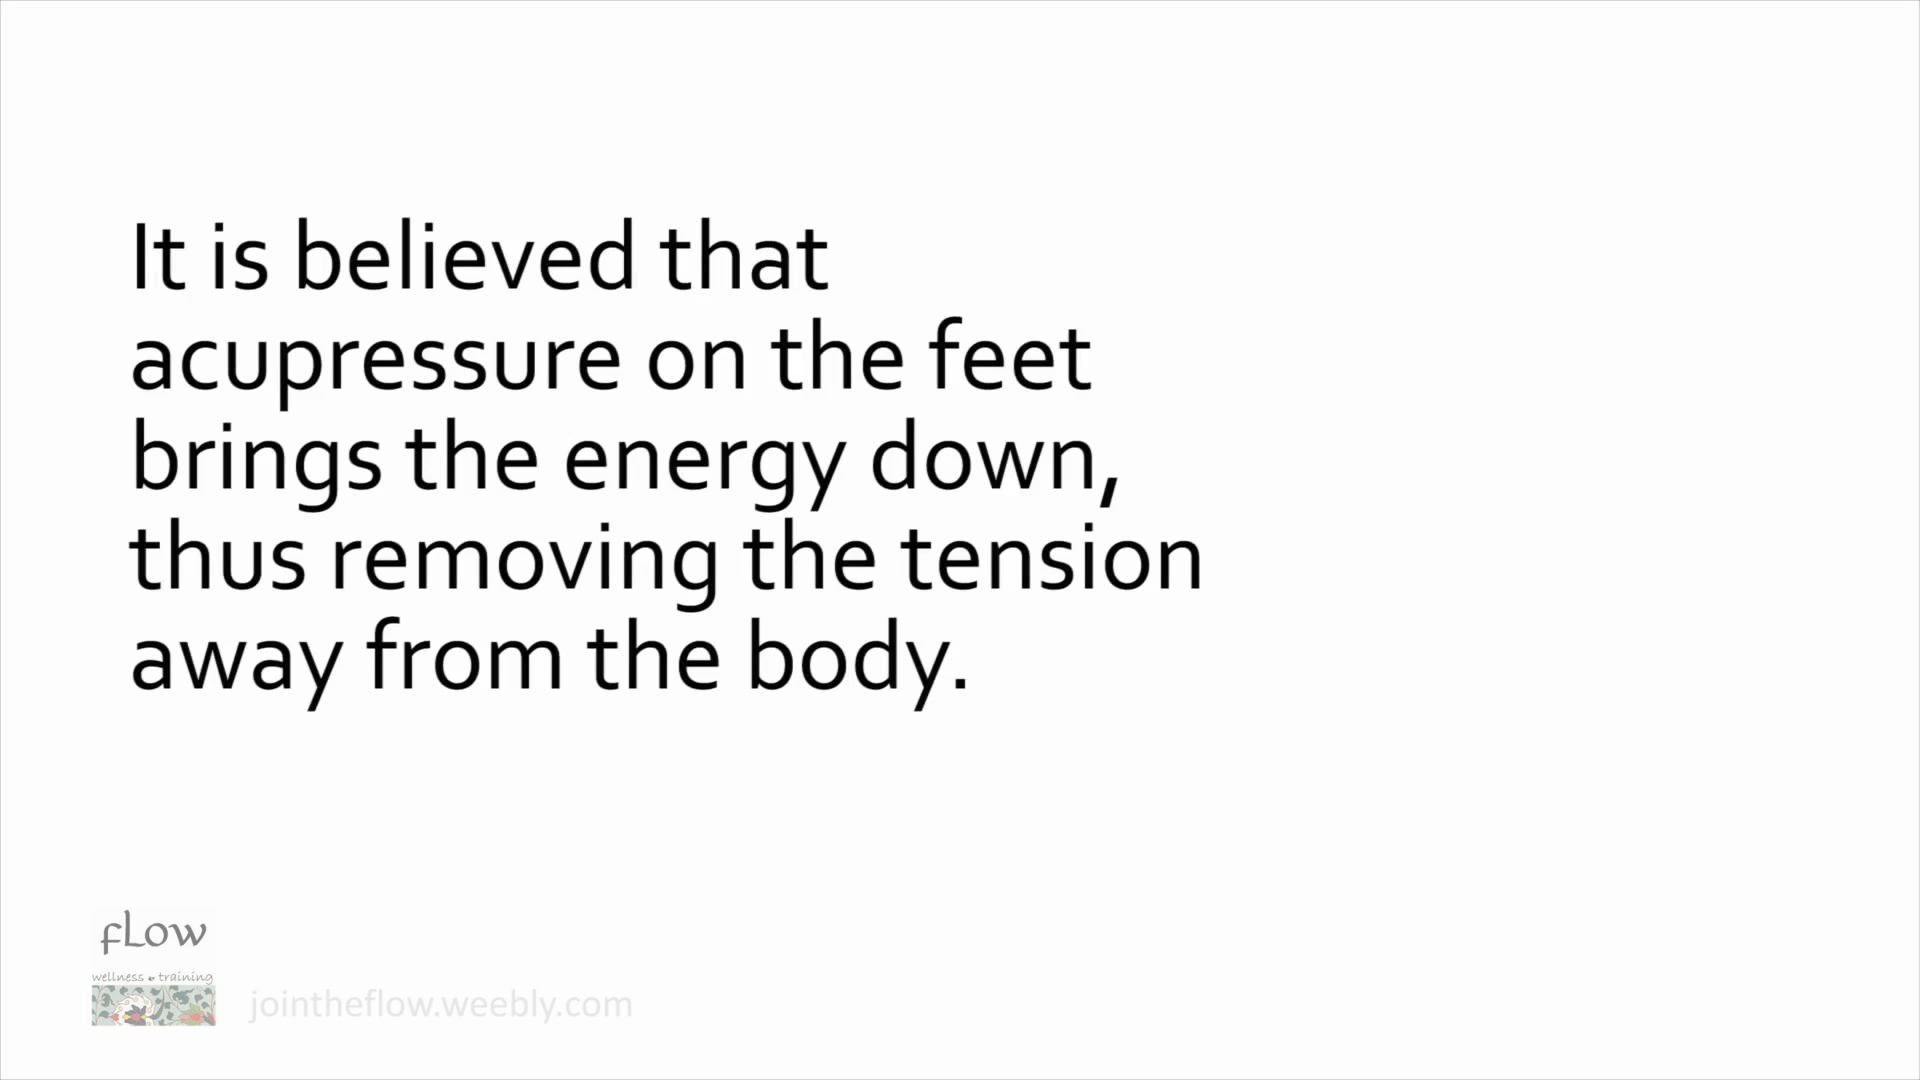 It is believed that
acupressure on the feet
brings the energy down,
thus removing the tension
away from the body.
fLow
wellness & training
jointheflow.weebly.com